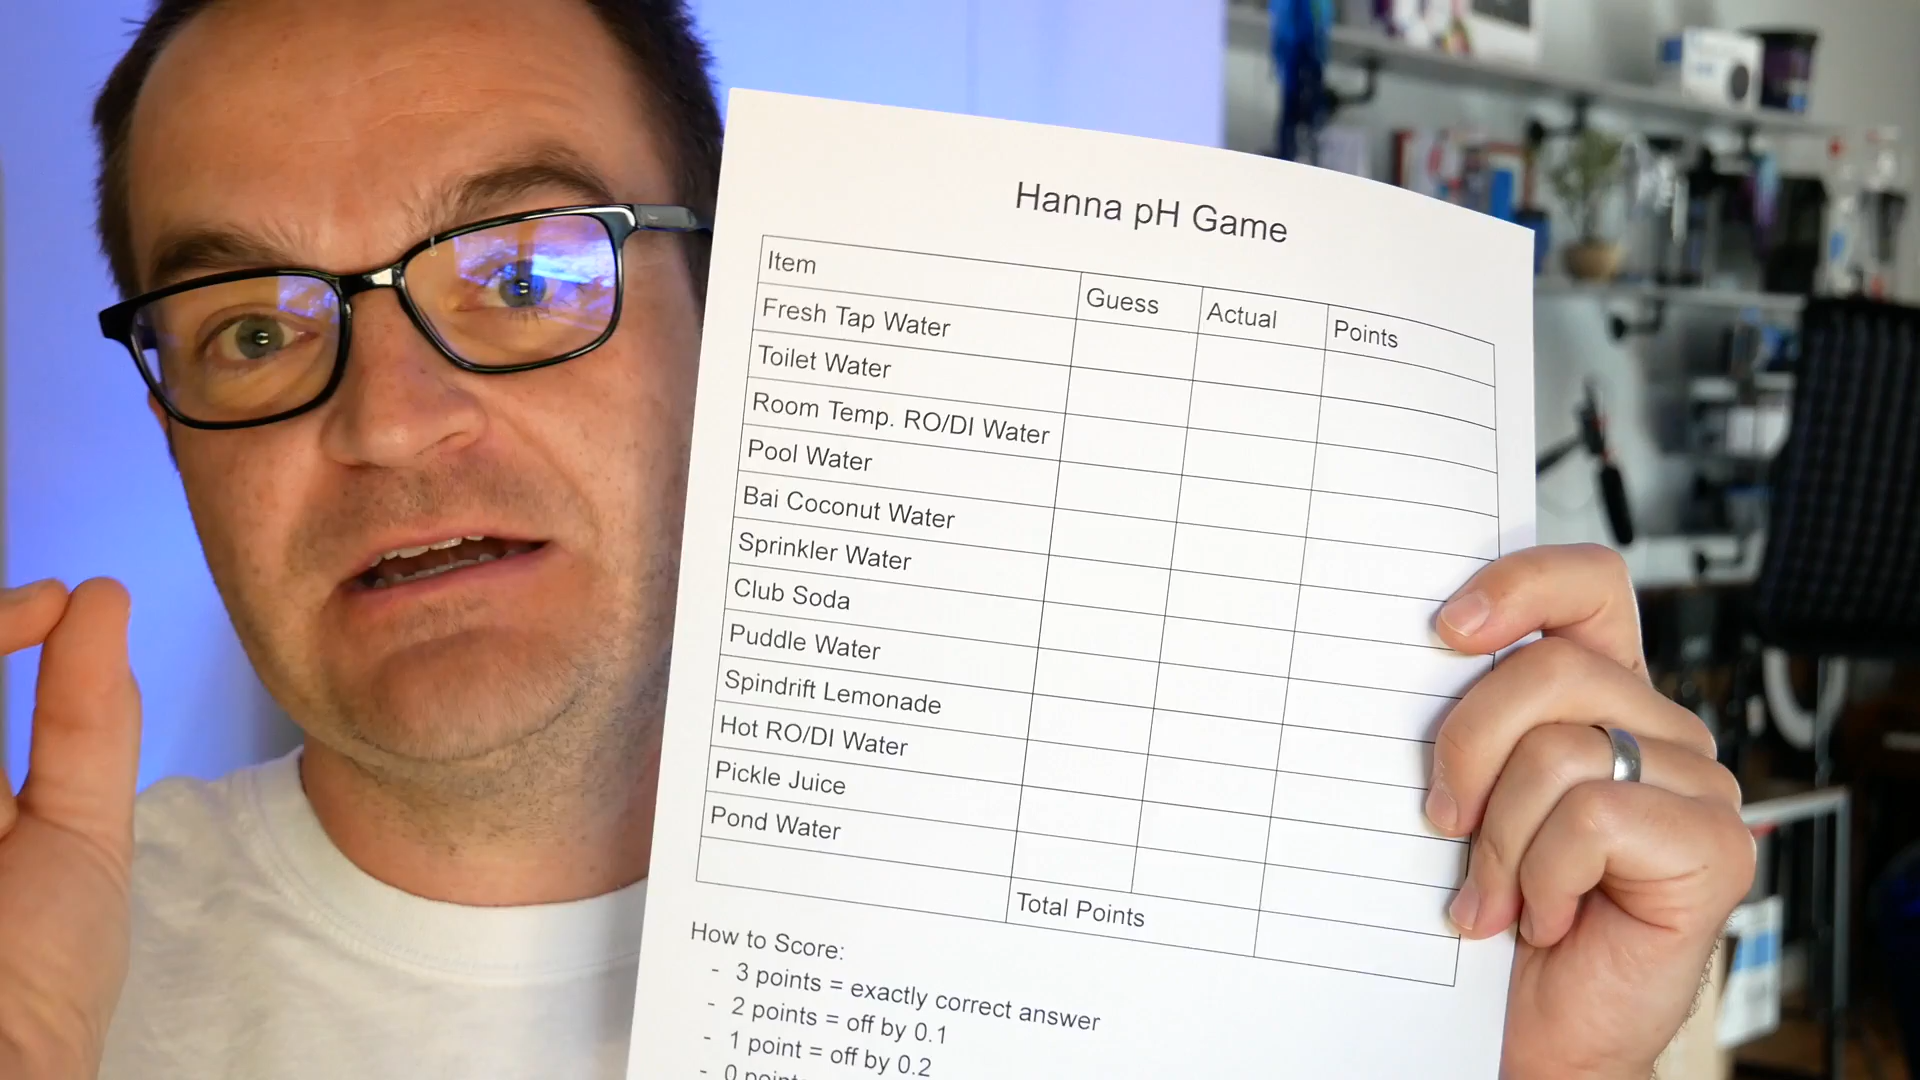 Hanna pH Game
Item Guess Actual Points
Fresh Tap Water
Toilet Water
Room Temp. RO/DI Water
Pool Water
Bai Coconut Water
Sprinkler Water
Club Soda
Puddle Water
Spindrift Lemonade
Hot RO/DI Water
Pickle Juice
Pond Water
Total Points
How to Score:
- 3 points = exactly correct answer
- 2 points = off by 0.1
- 1 point = off by 0.2
- 0 points